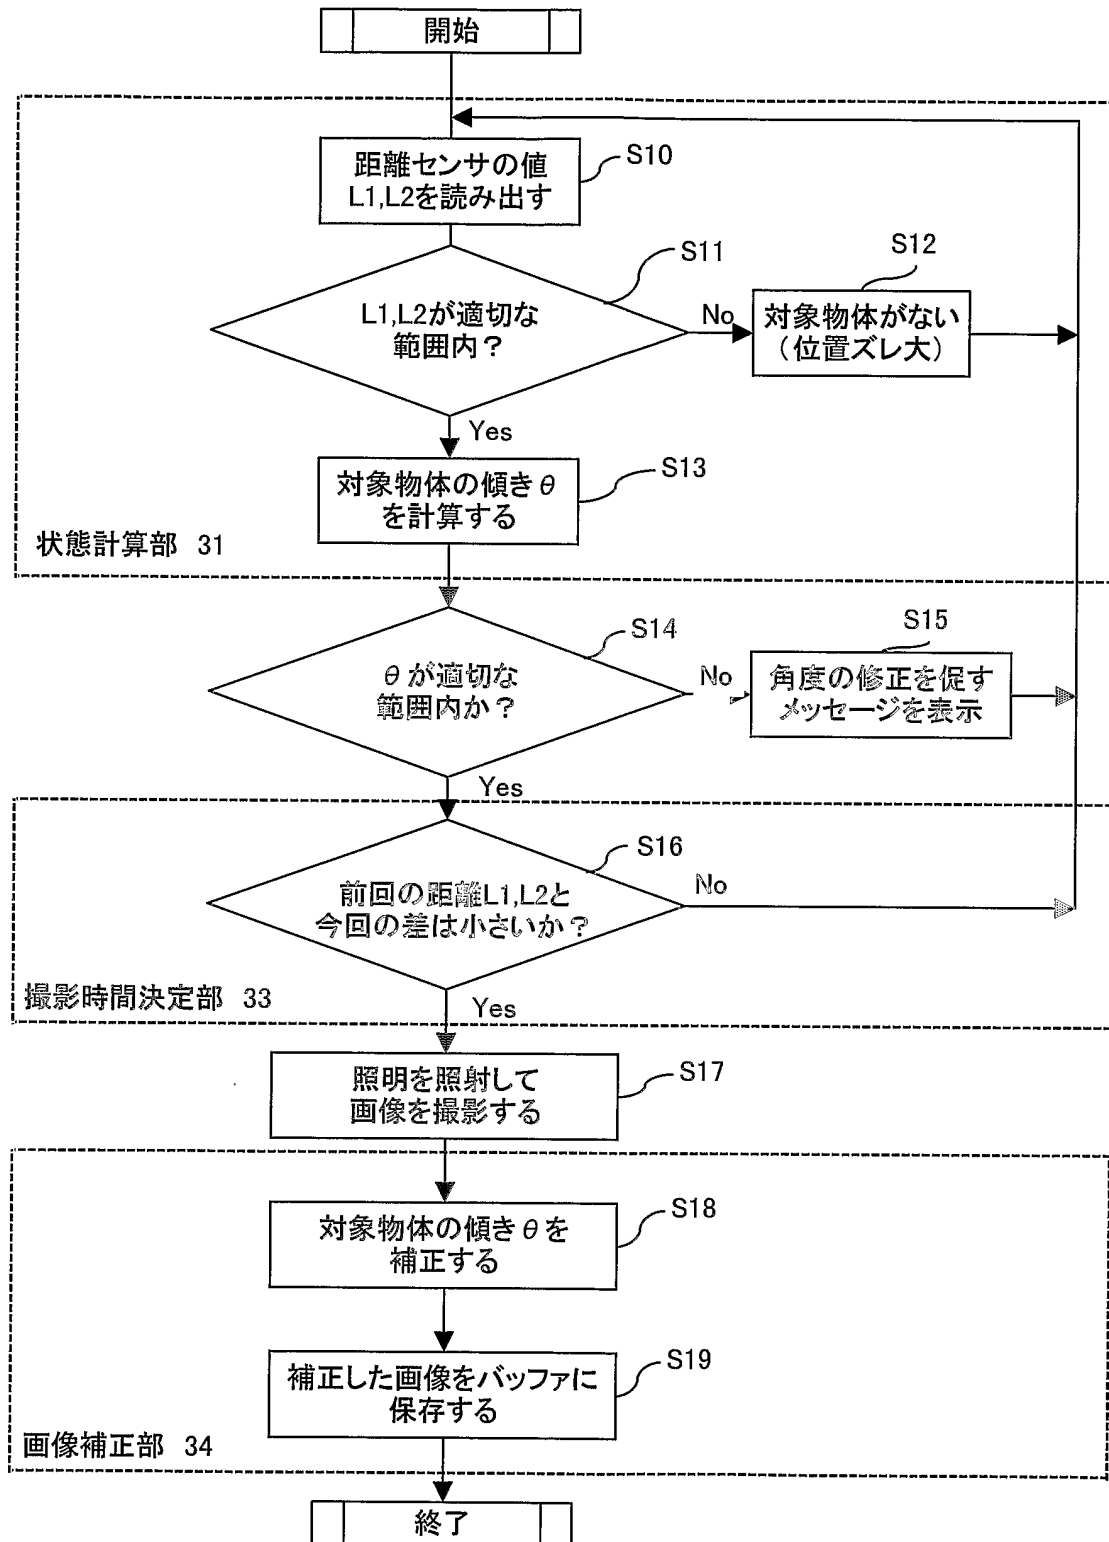 開始
距離センサの値
L1,L2を読み出す
S10
L1,L2が適切な
範囲内？
S11
No
S12
対象物体がない
（位置ズレ大）
Yes
対象物体の傾きθ
を計算する
S13
状態計算部 31
θが適切な
範囲内か？
S14
No
S15
角度の修正を促す
メッセージを表示
Yes
前回の距離L1,L2と
今回の差は小さいか？
S16
No
撮影時間決定部 33
Yes
照明を照射して
画像を撮影する
S17
対象物体の傾きθを
補正する
S18
補正した画像をバッファに
保存する
S19
画像補正部 34
終了